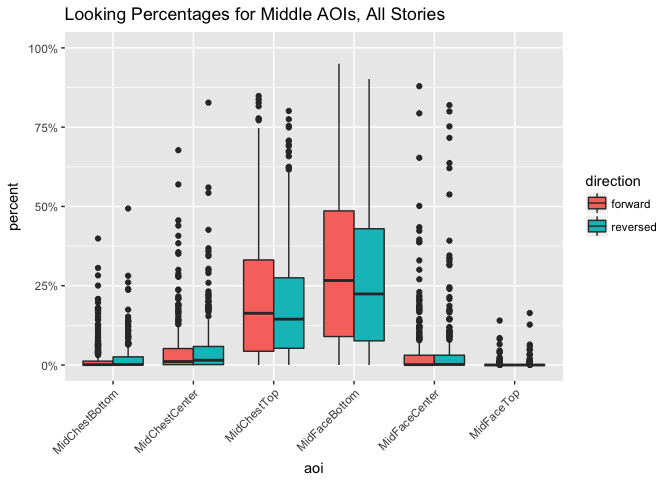 Looking Percentages for Middle AOIs, All Stories
100%
75%
50%
25%
0%
percent
MidChestBottom
MidChestCenter
MidChestTop
MidFaceBottom
MidFaceCenter
MidFaceTop
aoi
direction
forward
reversed